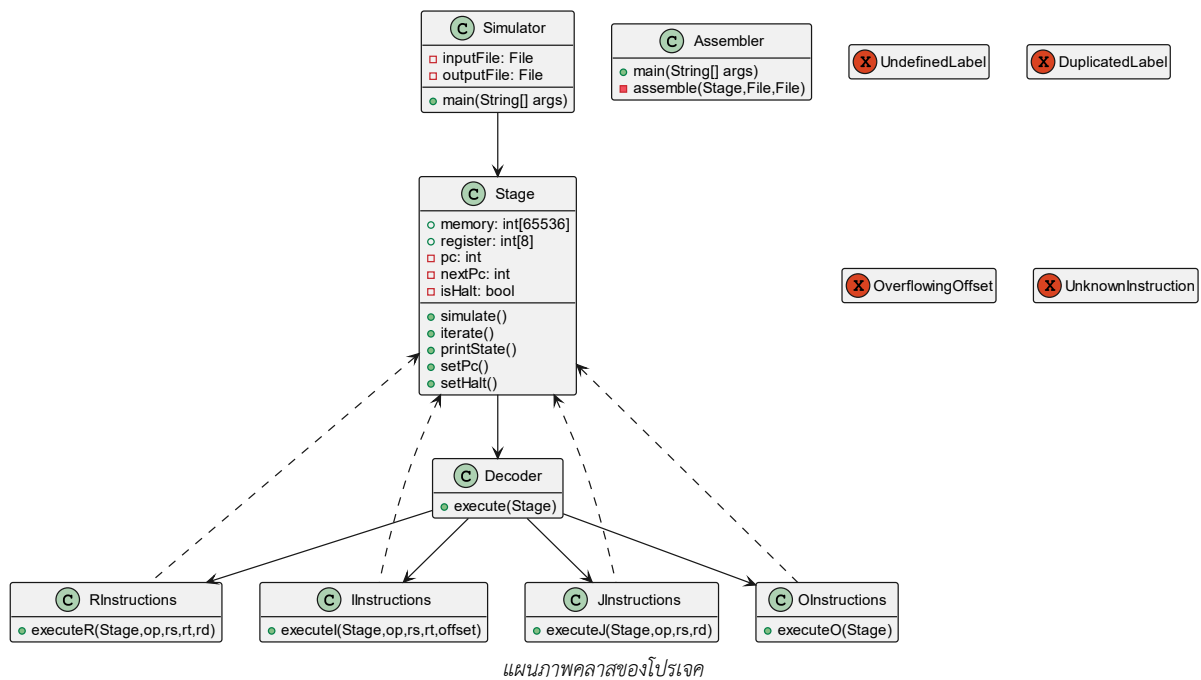 C Simulator
inputFile: File
outputFile: File
main(String[] args)
C Assembler
main(String[] args)
assemble(Stage,File,File)
X UndefinedLabel
X DuplicatedLabel
C Stage
memory: int[65536]
register: int[8]
pc: int
nextPc: int
isHalt: bool
simulate()
iterate()
printState()
setPc()
setHalt()
X OverflowingOffset
X UnknownInstruction
C Decoder
execute(Stage)
C RInstructions
executeR(Stage,op,rs,rt,rd)
C IInstructions
executeI(Stage,op,rs,rt,offset)
C JInstructions
executeJ(Stage,op,rs,rd)
C OInstructions
executeO(Stage)
แผนภาพคลาสของโปรเจค